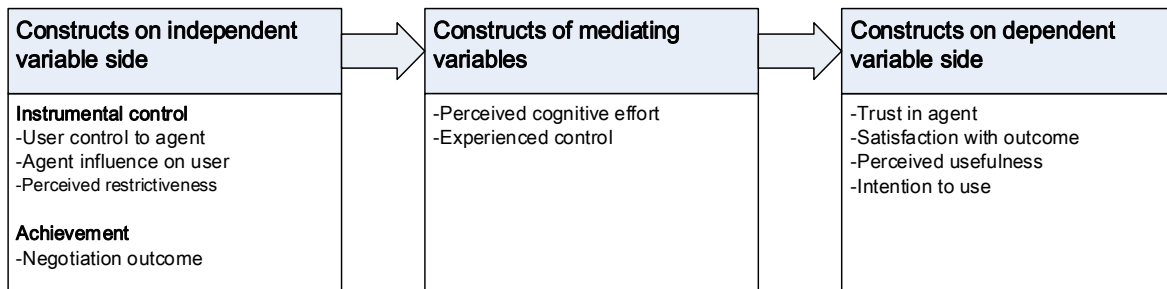 Constructs on independent
variable side
Instrumental control
-User control to agent
-Agent influence on user
-Perceived restrictiveness
Achievement
-Negotiation outcome
Constructs of mediating
variables
-Perceived cognitive effort
-Experienced control
Constructs on dependent
variable side
-Trust in agent
-Satisfaction with outcome
-Perceived usefulness
-Intention to use